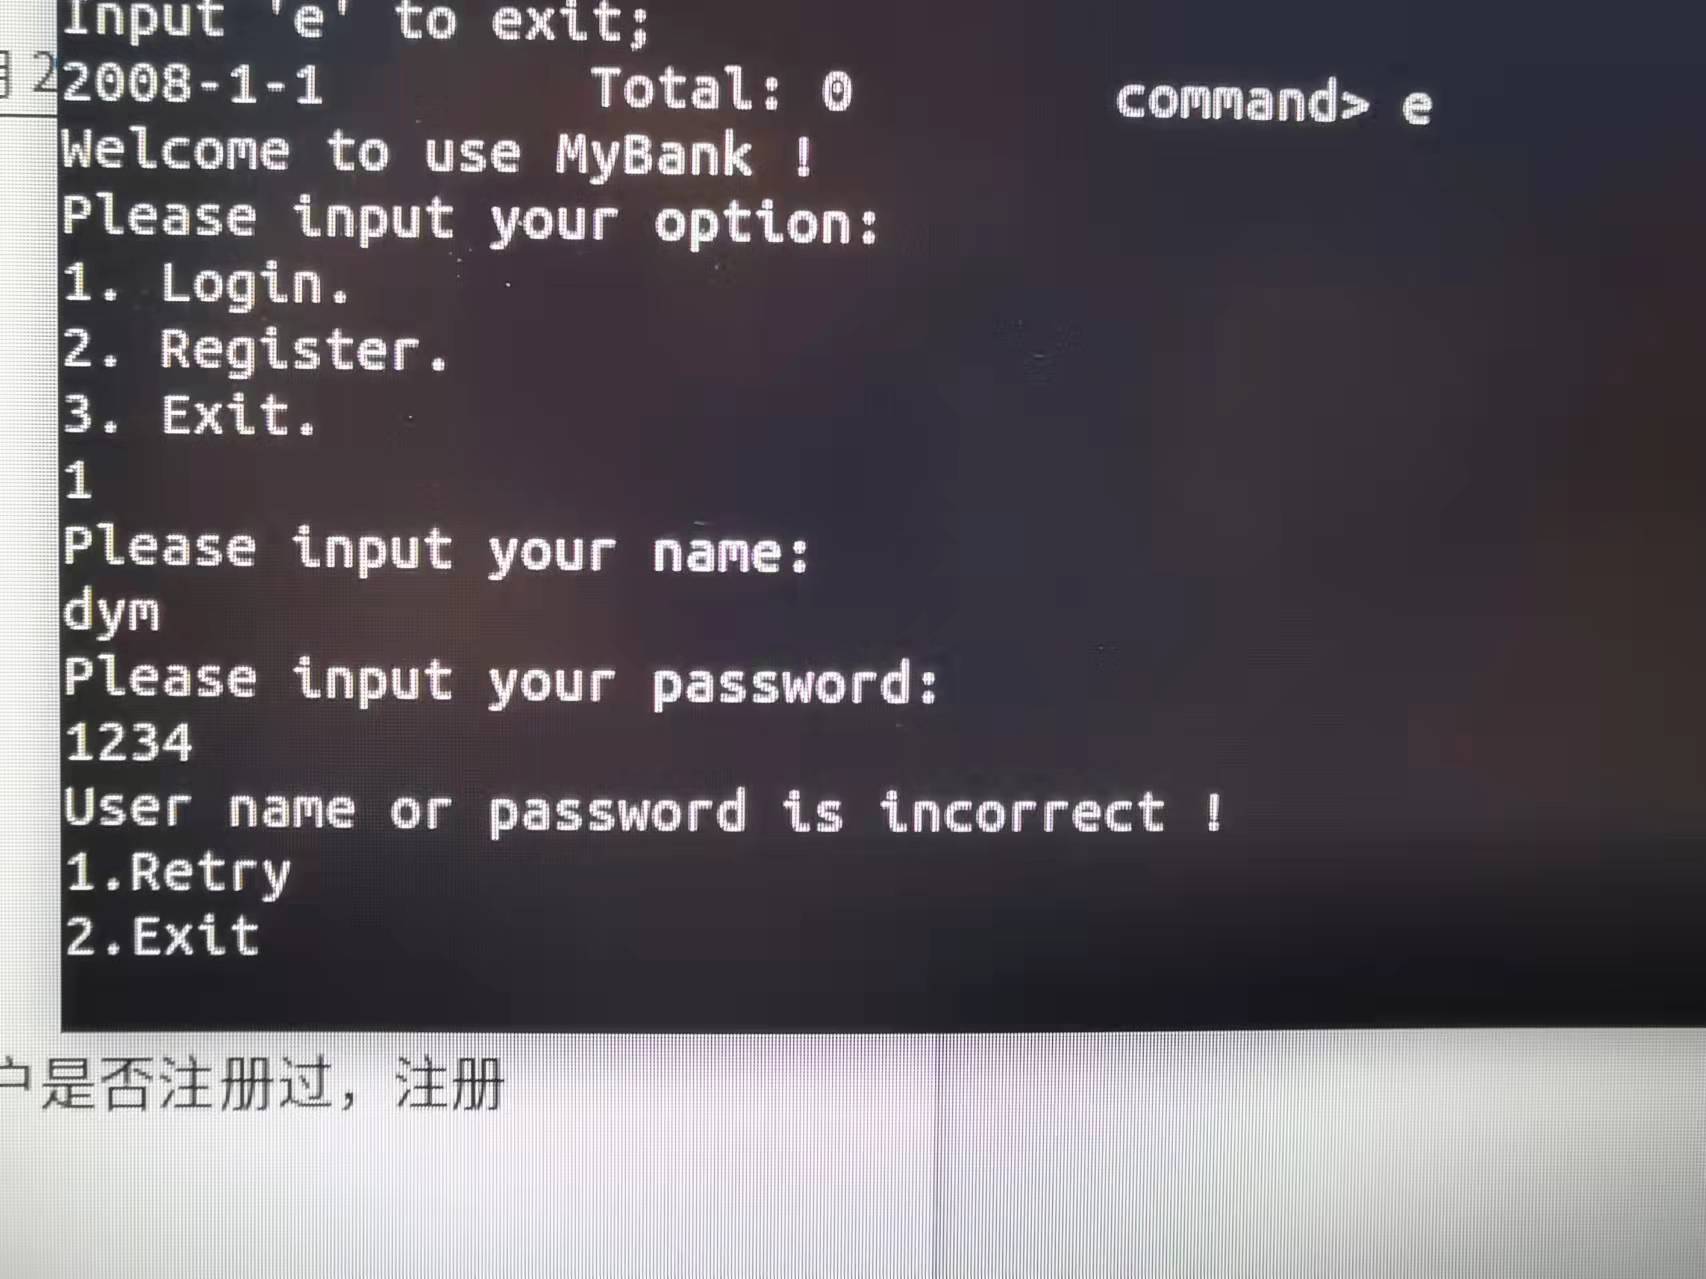 Input 'e' to exit;
2
2008-1-1 Total: 0 command> e
Welcome to use MyBank !
Please input your option:
1. Login.
2. Register.
3. Exit.
1
Please input your name:
dym
Please input your password:
1234
User name or password is incorrect !
1.Retry
2.Exit
是否注册过，注册